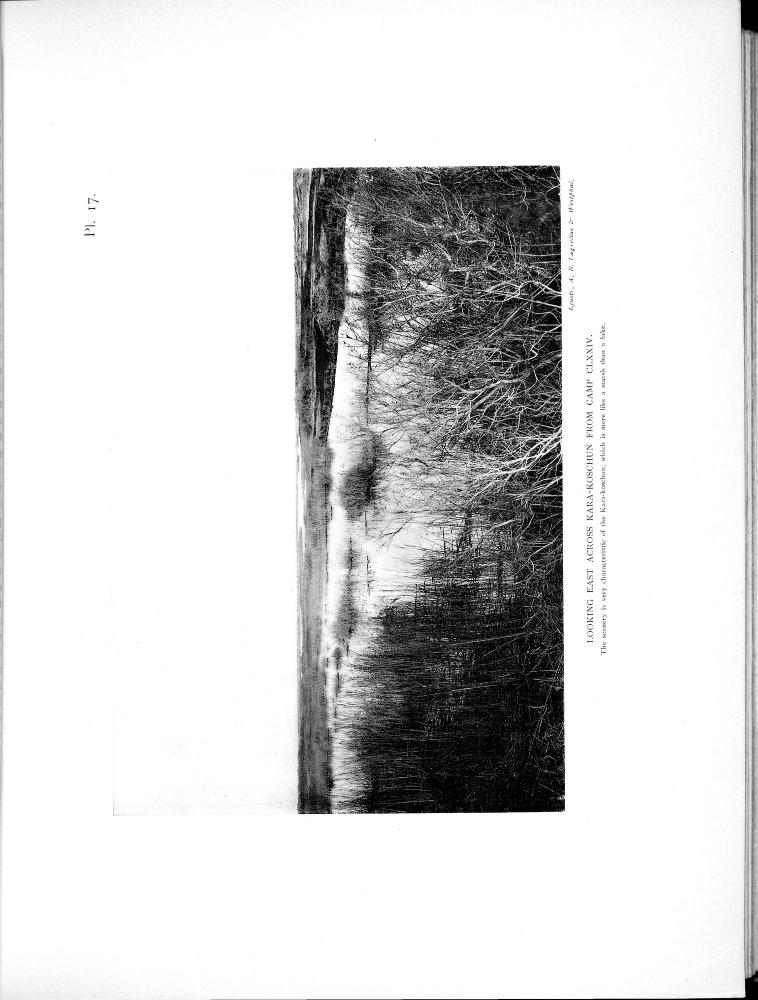 Pl. 17.
Ljustr. A. B. Lagrelius & Westphal.
LOOKING EAST ACROSS KARA-KOSCHUN FROM CAMP CLXXIV.
The scenery is very characteristic of the Kara-koschun, which is more like a marsh than a lake.